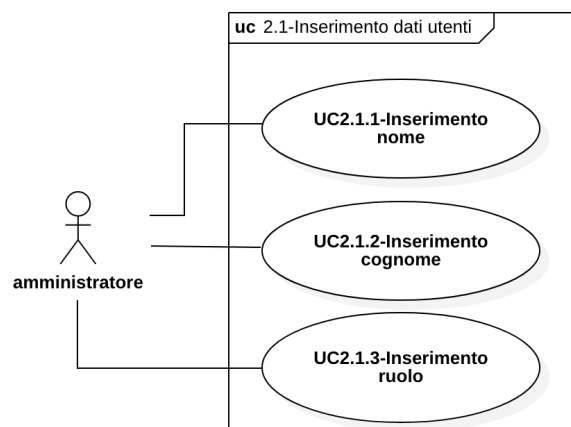 uc 2.1-Inserimento dati utenti
UC2.1.1-Inserimento
nome
UC2.1.2-Inserimento
cognome
amministratore
UC2.1.3-Inserimento
ruolo